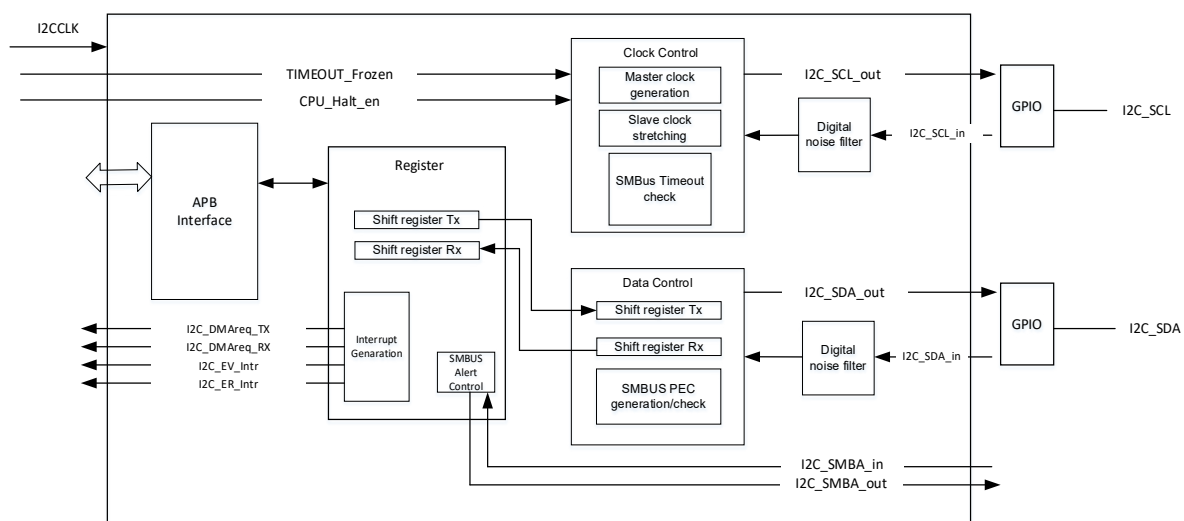 I2CCLK
TIMEOUT_Frozen
CPU_Halt_en
Clock Control
Master clock
generation
Slave clock
stretching
SMBus Timeout
check
I2C_SCL_out
Digital
noise filter
I2C_SCL_in
GPIO
I2C_SCL
APB
Interface
Register
Shift register Tx
Shift register Rx
Interrupt
Genaration
SMBUS
Alert
Control
I2C_DMAreq_TX
I2C_DMAreq_RX
I2C_EV_Intr
I2C_ER_Intr
Data Control
Shift register Tx
Shift register Rx
SMBUS PEC
generation/check
I2C_SDA_out
Digital
noise filter
I2C_SDA_in
GPIO
I2C_SDA
I2C_SMBA_in
I2C_SMBA_out